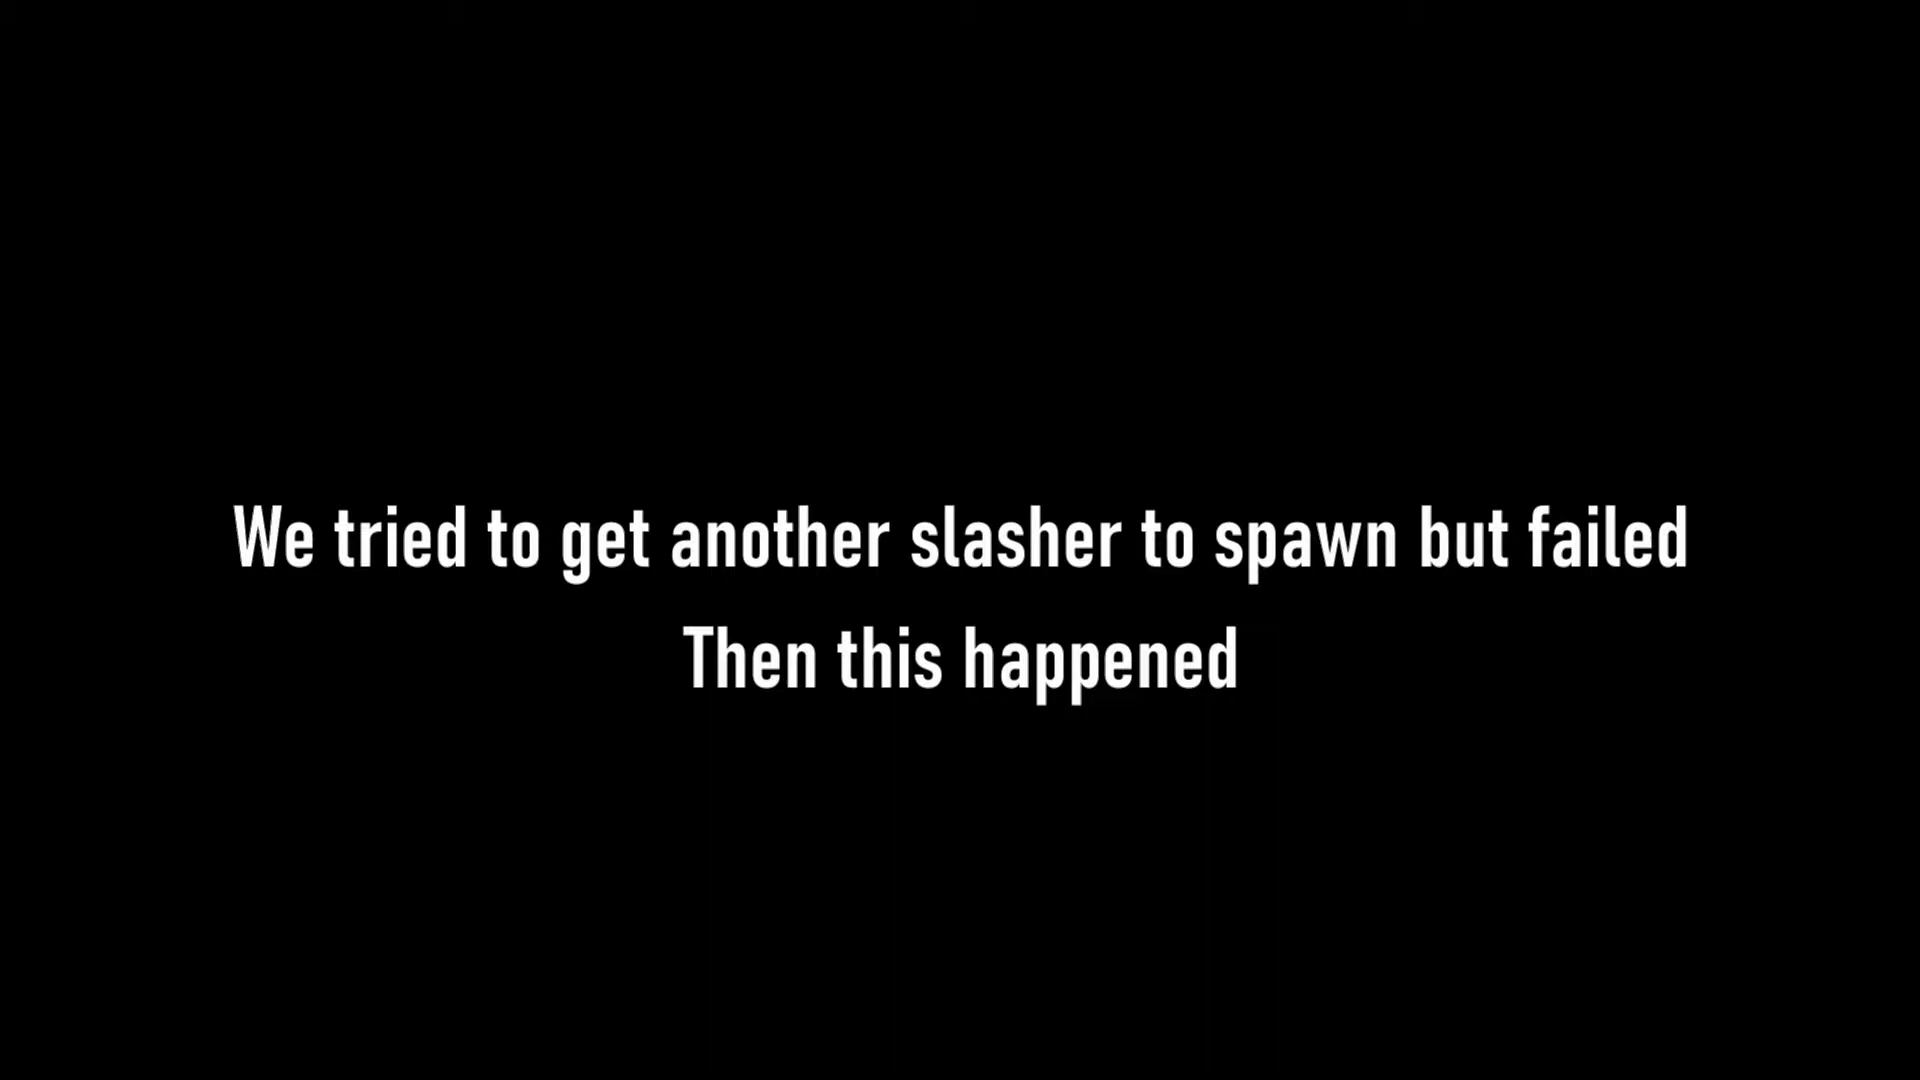 We tried to get another slasher to spawn but failed
Then this happened